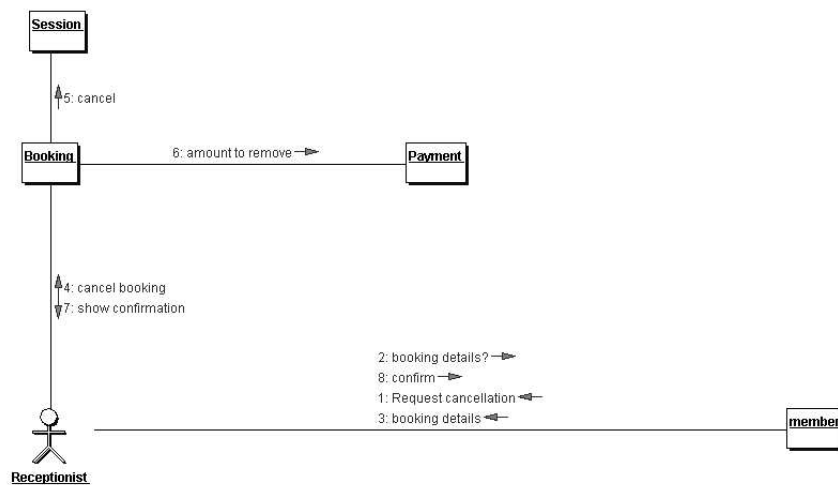 Session
5: cancel
Booking
6: amount to remove
Payment
4: cancel booking
7: show confirmation
2: booking details?
8: confirm
1: Request cancellation
3: booking details
member
Receptionist